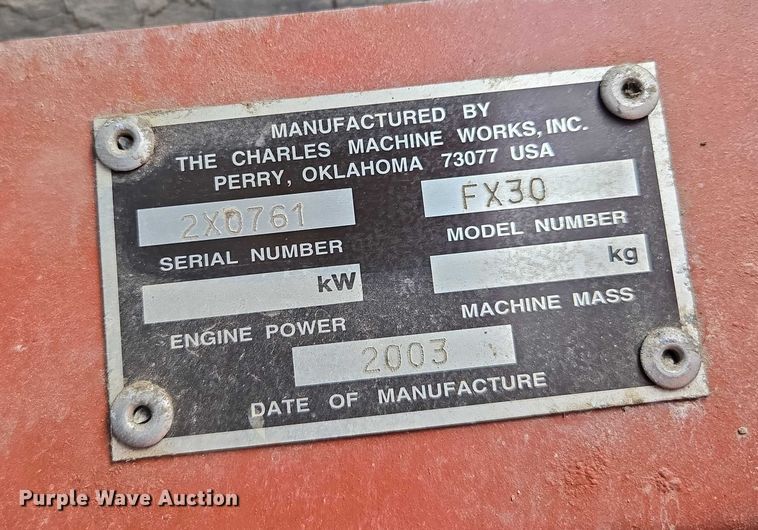 MANUFACTURED BY
THE CHARLES MACHINE WORKS, INC.
PERRY, OKLAHOMA 73077 USA
2X0761
FX30
SERIAL NUMBER
MODEL NUMBER
kW
kg
ENGINE POWER
MACHINE MASS
2003
DATE OF MANUFACTURE
Purple Wave Auction